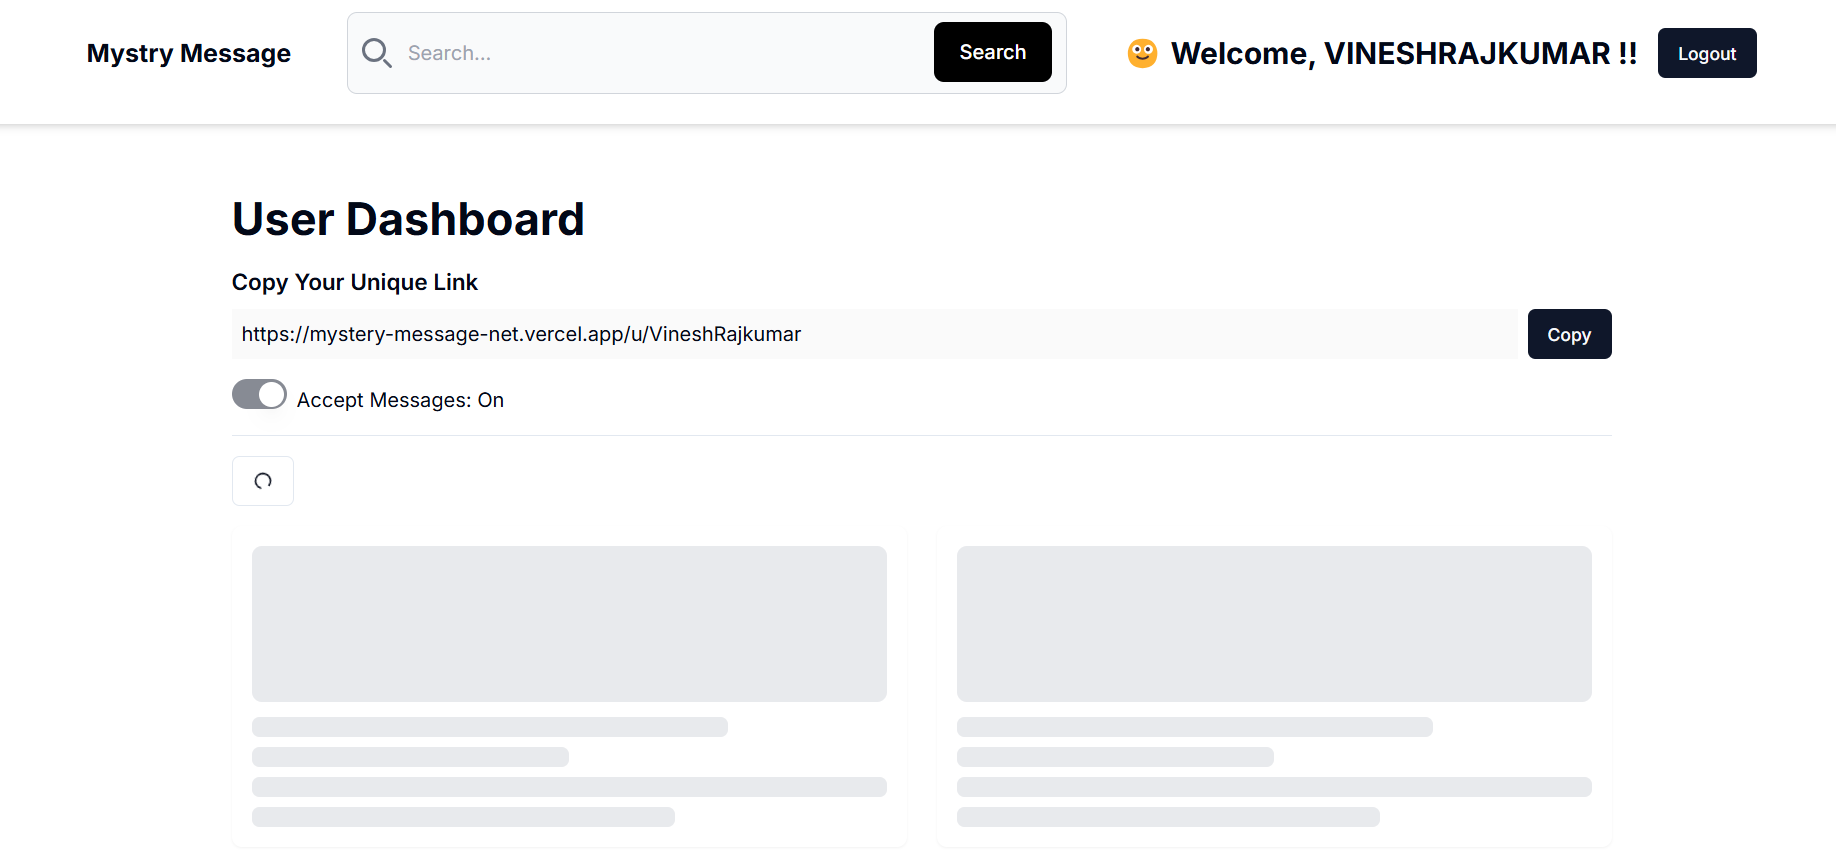 Mystry Message
Search...
Search
Welcome, VINESHRAJKUMAR !!
Logout
User Dashboard
Copy Your Unique Link
https://mystery-message-net.vercel.app/u/VineshRajkumar
Copy
Accept Messages: On